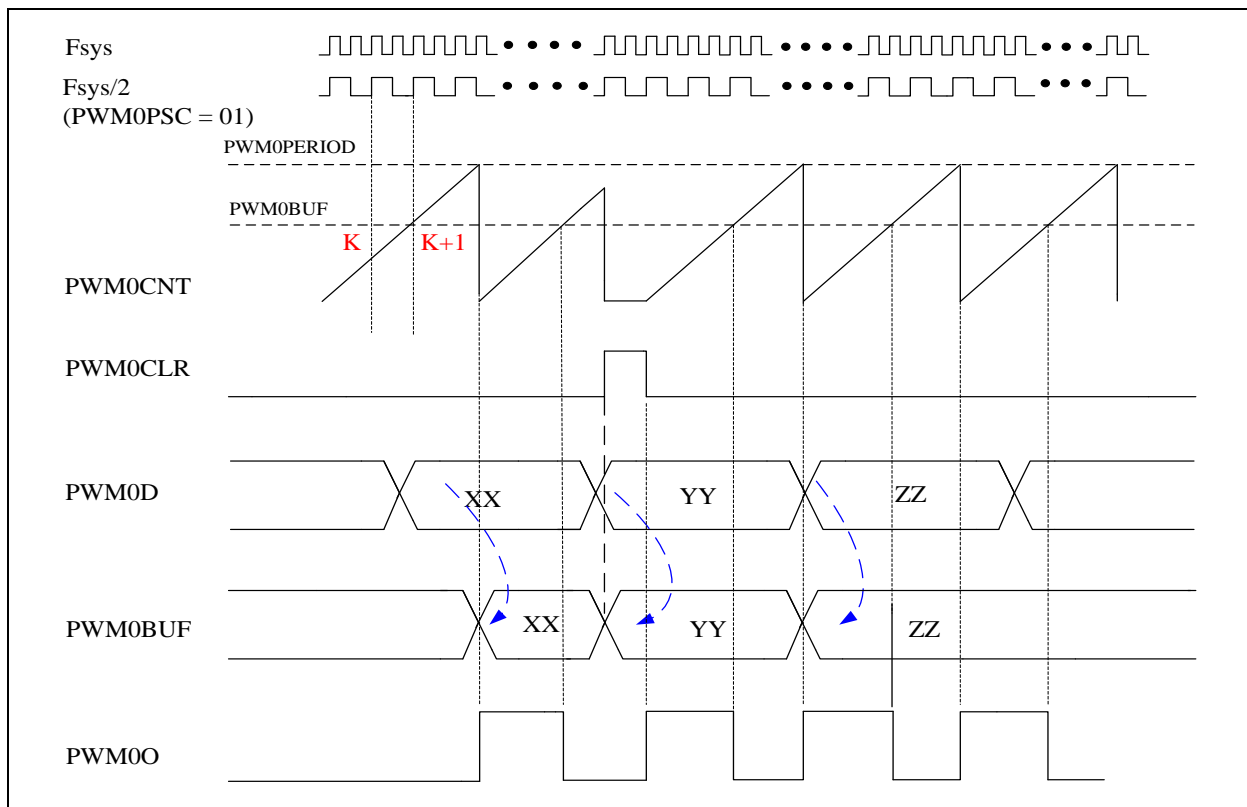 Fsys
Fsys/2
(PWM0PSC = 01)
PWM0PERIOD
PWM0BUF
K
K+1
PWM0CNT
PWM0CLR
PWM0D
XX
YY
ZZ
PWM0BUF
XX
YY
ZZ
PWM0O